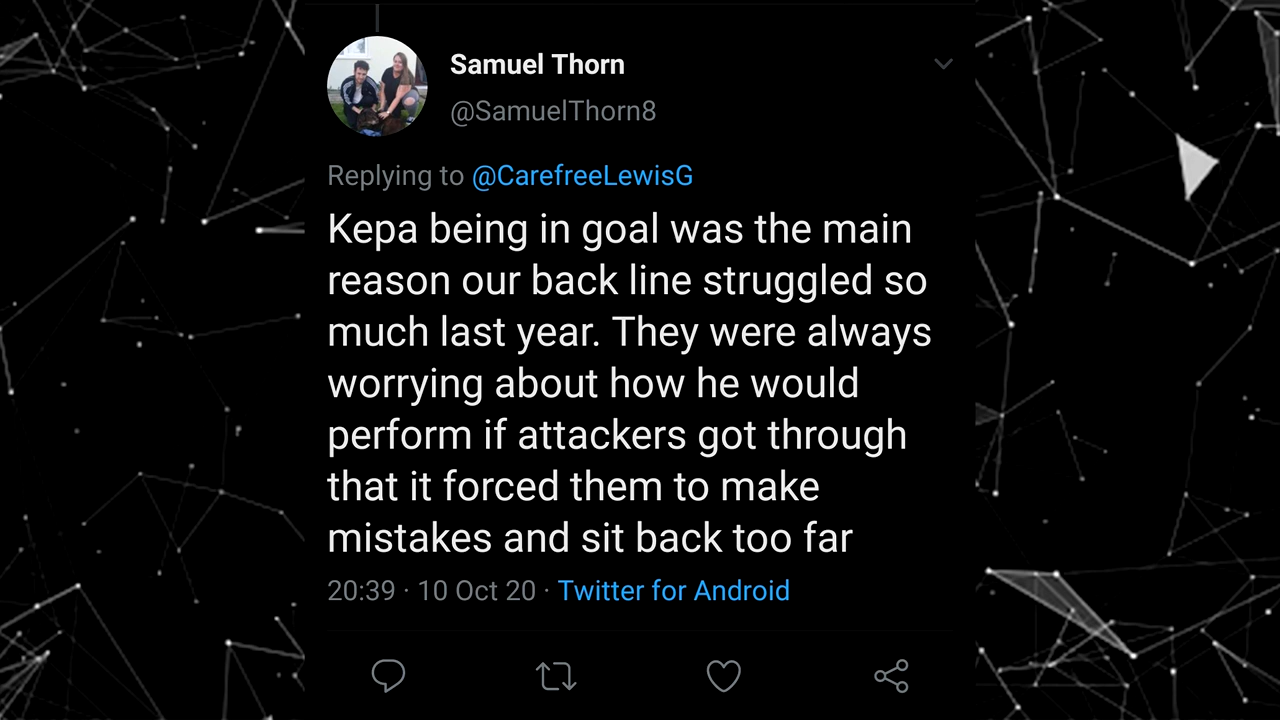 Samuel Thorn
@SamuelThorn8
Replying to @CarefreeLewisG
Kepa being in goal was the main
reason our back line struggled so
much last year. They were always
worrying about how he would
perform if attackers got through
that it forced them to make
mistakes and sit back too far
20:39 · 10 Oct 20 · Twitter for Android